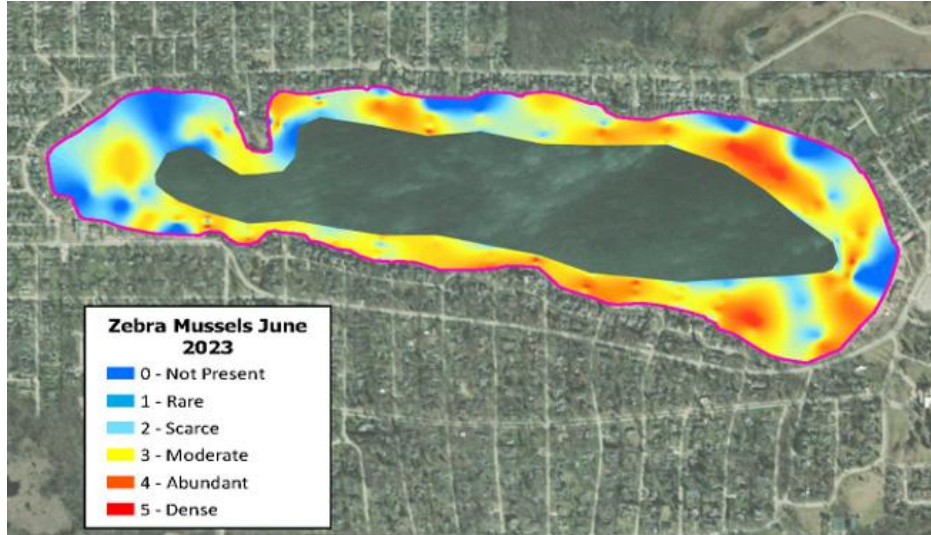 Zebra Mussels June
2023
0 - Not Present
1 - Rare
2 - Scarce
3 - Moderate
4 - Abundant
5 - Dense